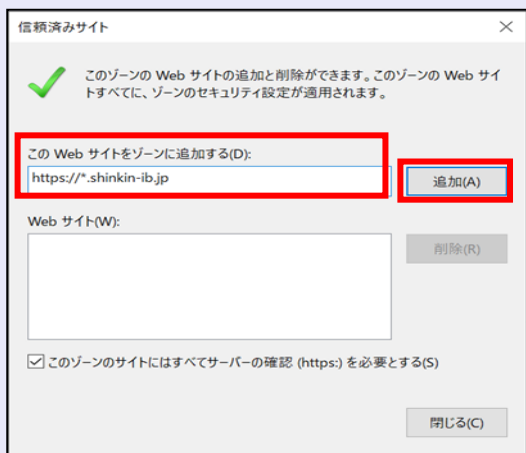 信頼済みサイト
このゾーンの Web サイトの追加と削除ができます。このゾーンの Web サイ
トすべてに、ゾーンのセキュリティ設定が適用されます。
この Web サイトをゾーンに追加する(D):
https://*.shinkin-ib.jp
追加(A)
Web サイト(W):
削除(R)
このゾーンのサイトにはすべてサーバーの確認 (https:) を必要とする(S)
閉じる(C)